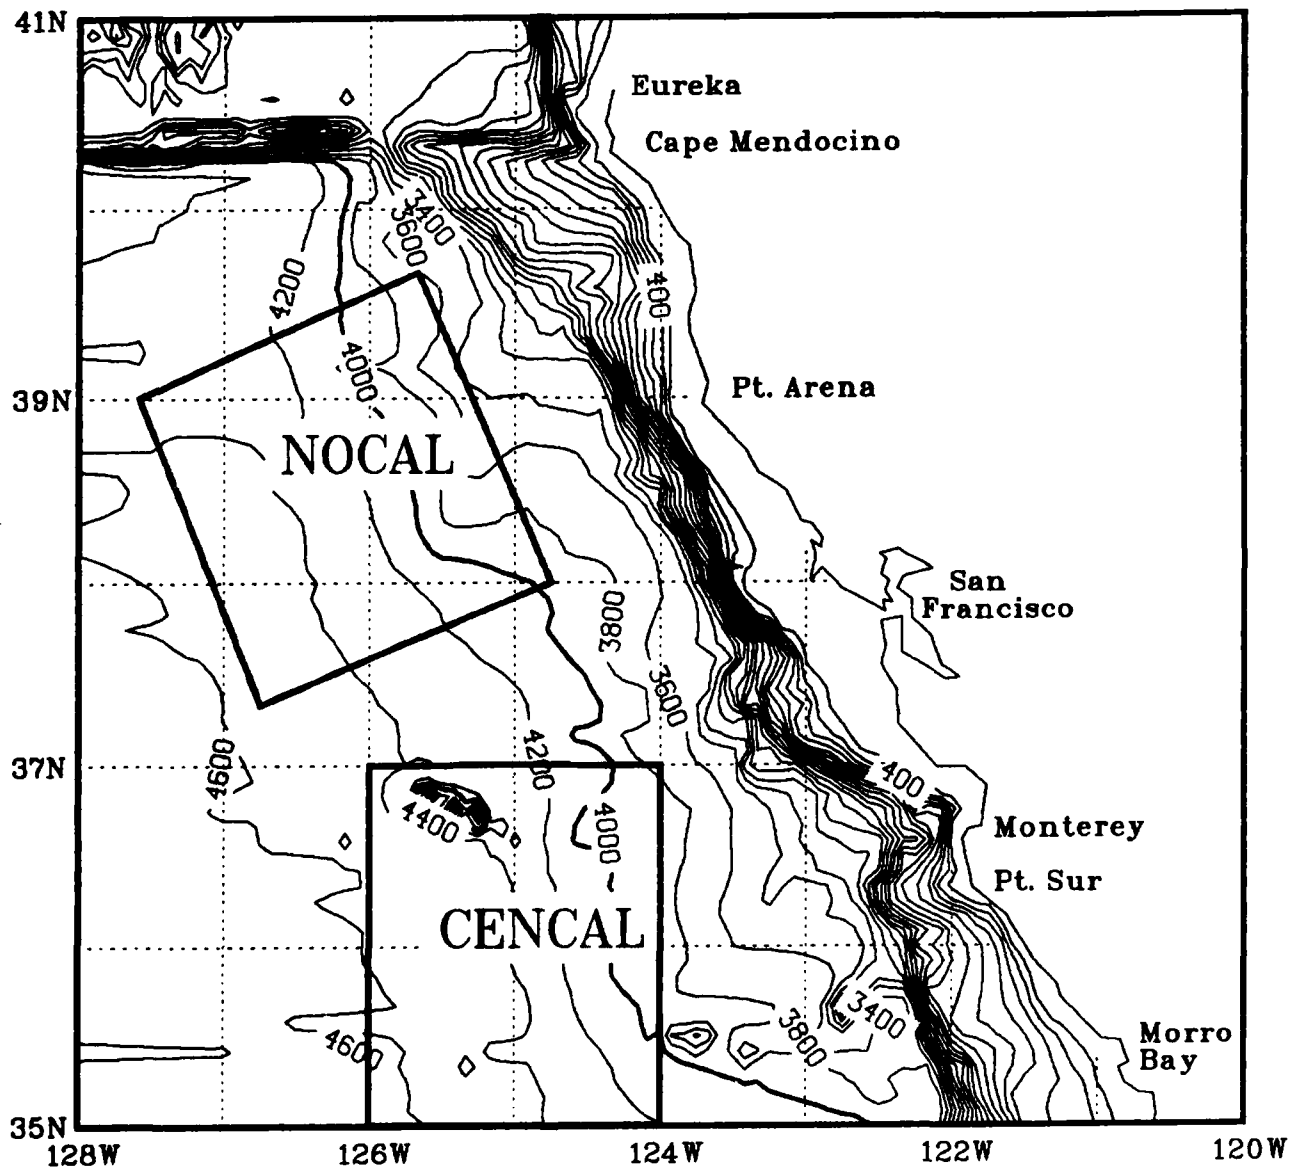 41N
Eureka
Cape Mendocino
3400
3600
4200
400
4000
Pt. Arena
39N
NOCAL
San
Francisco
3800
3600
4200
4600
37N
400
4400
4000
Monterey
Pt. Sur
CENCAL
3400
3800
4600
Morro
Bay
35N
128W
126W
124W
122W
120W